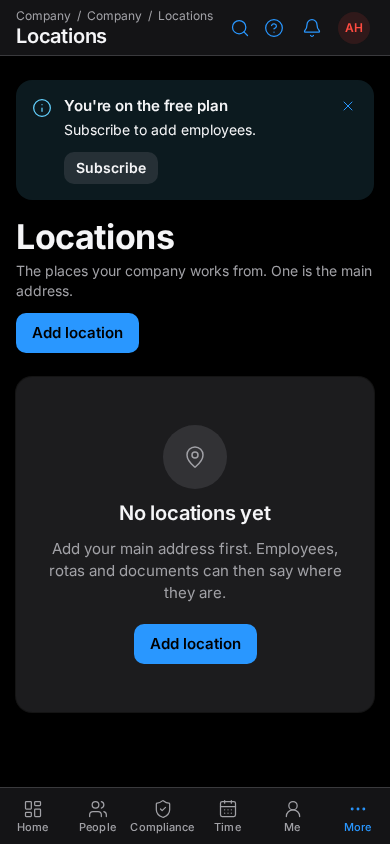 Company / Company / Locations
Locations
AH
You're on the free plan
Subscribe to add employees.
Subscribe
Locations
The places your company works from. One is the main
address.
Add location
No locations yet
Add your main address first. Employees,
rotas and documents can then say where
they are.
Add location
Home People Compliance Time Me More